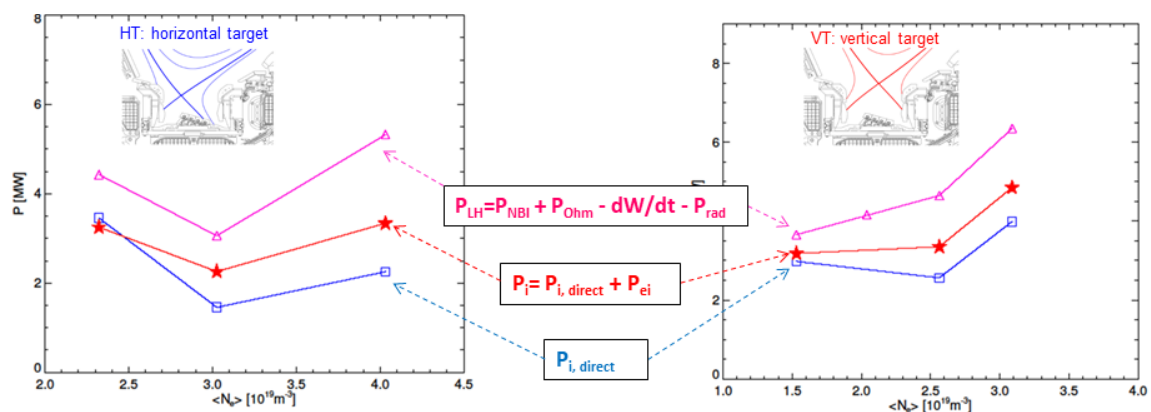 HT: horizontal target
VT: vertical target
8
6
4
2
0
P [MW]
2.0 2.5 3.0 3.5 4.0 4.5
<Nₑ> [10¹⁹m⁻³]
P_LH=P_NBI + P_Ohm - dW/dt - P_rad
P_i= P_i, direct + P_ei
P_i, direct
8
6
2
0
1.0 1.5 2.0 2.5 3.0 3.5 4.0
<Nₑ> [10¹⁹m⁻³]